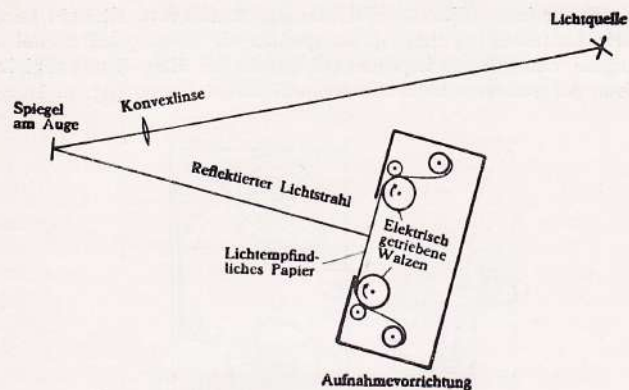 Lichtquelle
Konvexlinse
Spiegel
am Auge
Reflektierter Lichtstrahl
Elektrisch
getriebene
Walzen
Lichtempfind-
liches Papier
Aufnahmevorrichtung